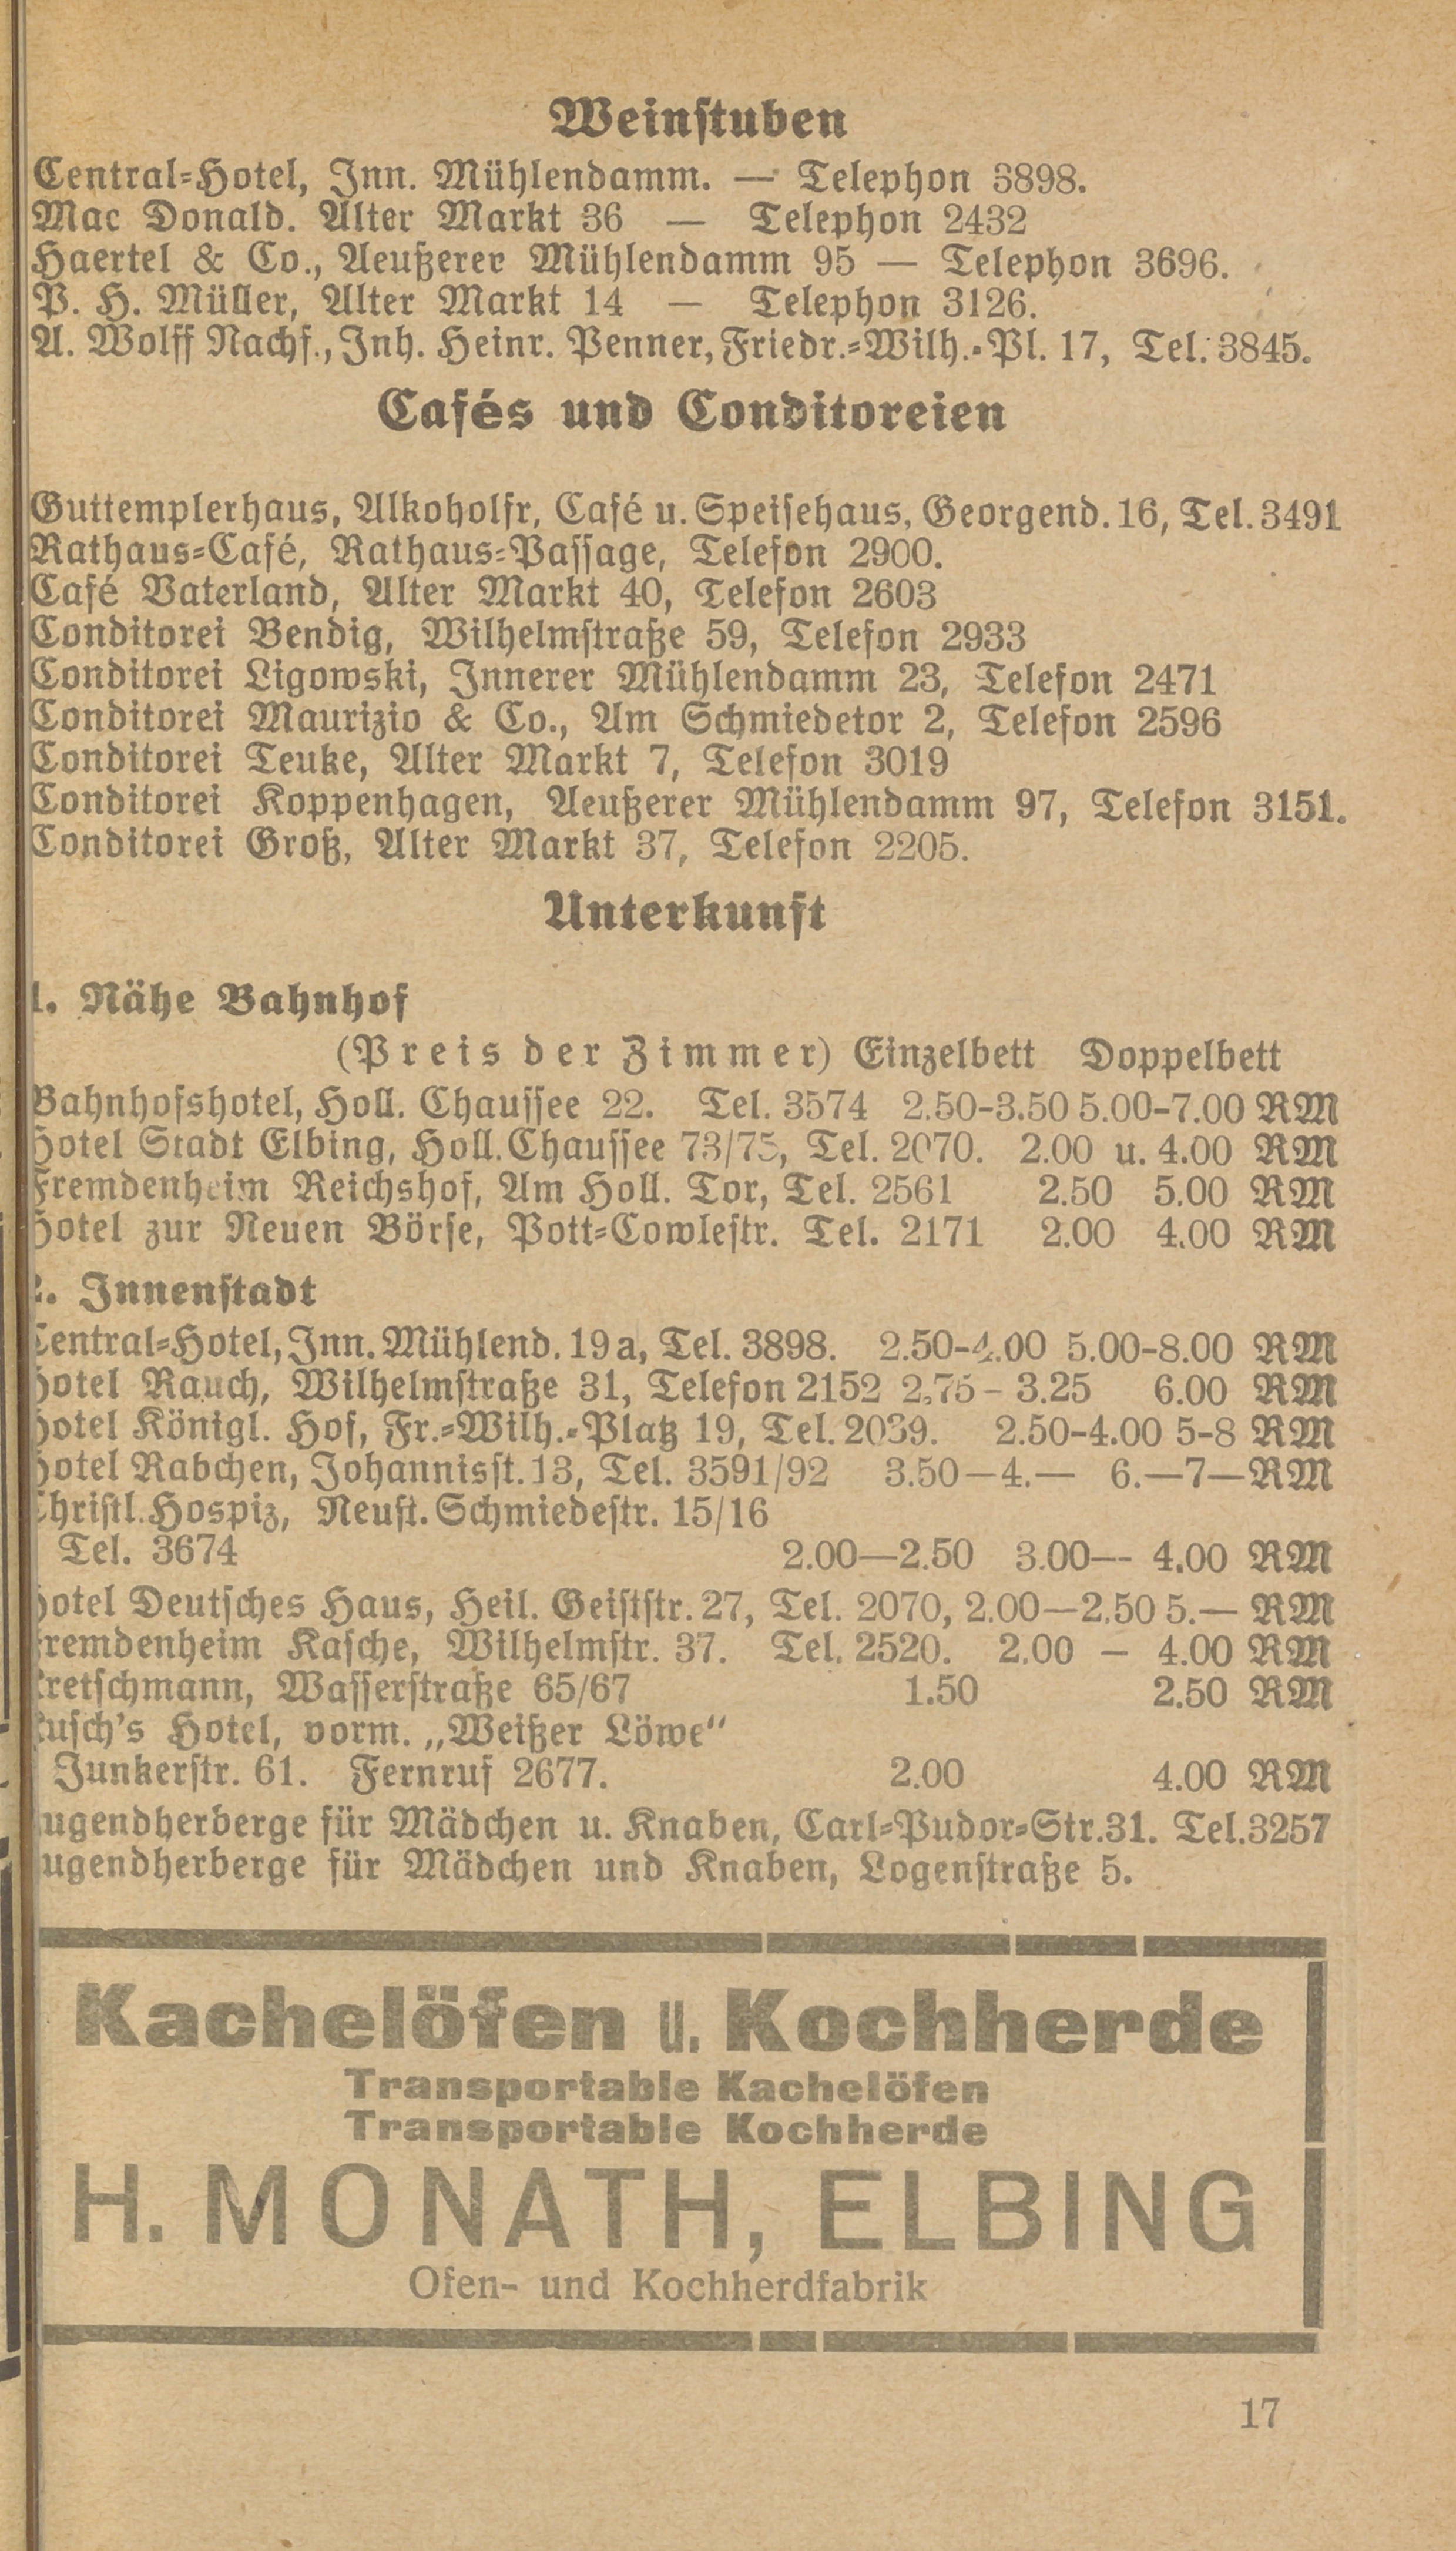 Weinstuben
Central-Hotel, Inn. Mühlendamm. — Telephon 3898.
Mac Donald. Alter Markt 36 — Telephon 2432
Haertel & Co., Aeußerer Mühlendamm 95 — Telephon 3696.
P. H. Müller, Alter Markt 14 — Telephon 3126.
A. Wolff Nachf., Inh. Heinr. Penner, Friedr.-Wilh.-Pl. 17, Tel. 3845.
Cafés und Conditoreien
Guttemplerhaus, Alkoholfr, Café u. Speisehaus, Georgend. 16, Tel. 3491
Rathaus-Café, Rathaus-Passage, Telefon 2900.
Café Vaterland, Alter Markt 40, Telefon 2603
Conditorei Bendig, Wilhelmstraße 59, Telefon 2933
Conditorei Ligowski, Innerer Mühlendamm 23, Telefon 2471
Conditorei Maurizio & Co., Am Schmiedetor 2, Telefon 2596
Conditorei Teuke, Alter Markt 7, Telefon 3019
Conditorei Koppenhagen, Aeußerer Mühlendamm 97, Telefon 3151.
Conditorei Groß, Alter Markt 37, Telefon 2205.
Unterkunft
1. Nähe Bahnhof
(Preis der Zimmer) Einzelbett Doppelbett
Bahnhofshotel, Holl. Chaussee 22. Tel. 3574 2.50-3.50 5.00-7.00 RM
Hotel Stadt Elbing, Holl. Chaussee 73/75, Tel. 2070. 2.00 u. 4.00 RM
Fremdenheim Reichshof, Am Holl. Tor, Tel. 2561 2.50 5.00 RM
Hotel zur Neuen Börse, Pott-Cowlestr. Tel. 2171 2.00 4.00 RM
2. Innenstadt
Central-Hotel, Inn. Mühlend. 19a, Tel. 3898. 2.50-4.00 5.00-8.00 RM
Hotel Rauch, Wilhelmstraße 31, Telefon 2152 2.75 - 3.25 6.00 RM
Hotel Königl. Hof, Fr.-Wilh.-Platz 19, Tel. 2039. 2.50-4.00 5-8 RM
Hotel Rabchen, Johannisst. 13, Tel. 3591/92 3.50—4.— 6.—7—RM
Christl. Hospiz, Neust. Schmiedestr. 15/16
Tel. 3674 2.00—2.50 3.00— 4.00 RM
Hotel Deutsches Haus, Heil. Geiststr. 27, Tel. 2070, 2.00—2.50 5.— RM
Fremdenheim Kasche, Wilhelmstr. 37. Tel. 2520. 2.00 — 4.00 RM
Kretschmann, Wasserstraße 65/67 1.50 2.50 RM
Hotel, vorm. „Weißer Löwe“
Junkerstr. 61. Fernruf 2677. 2.00 4.00 RM
Jugendherberge für Mädchen u. Knaben, Carl-Pudor-Str. 31. Tel. 3257
Jugendherberge für Mädchen und Knaben, Logenstraße 5.
Kachelöfen u. Kochherde
Transportable Kachelöfen
Transportable Kochherde
H. MONATH, ELBING
Ofen- und Kochherdfabrik
17